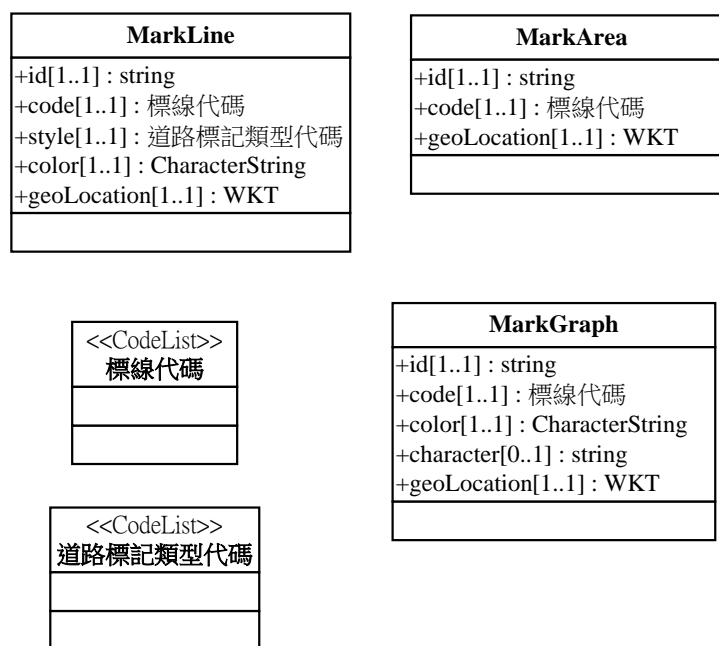 MarkLine
+id[1..1] : string
+code[1..1] : 標線代碼
+style[1..1] : 道路標記類型代碼
+color[1..1] : CharacterString
+geoLocation[1..1] : WKT
MarkArea
+id[1..1] : string
+code[1..1] : 標線代碼
+geoLocation[1..1] : WKT
<<CodeList>>
標線代碼
MarkGraph
+id[1..1] : string
+code[1..1] : 標線代碼
+color[1..1] : CharacterString
+character[0..1] : string
+geoLocation[1..1] : WKT
<<CodeList>>
道路標記類型代碼